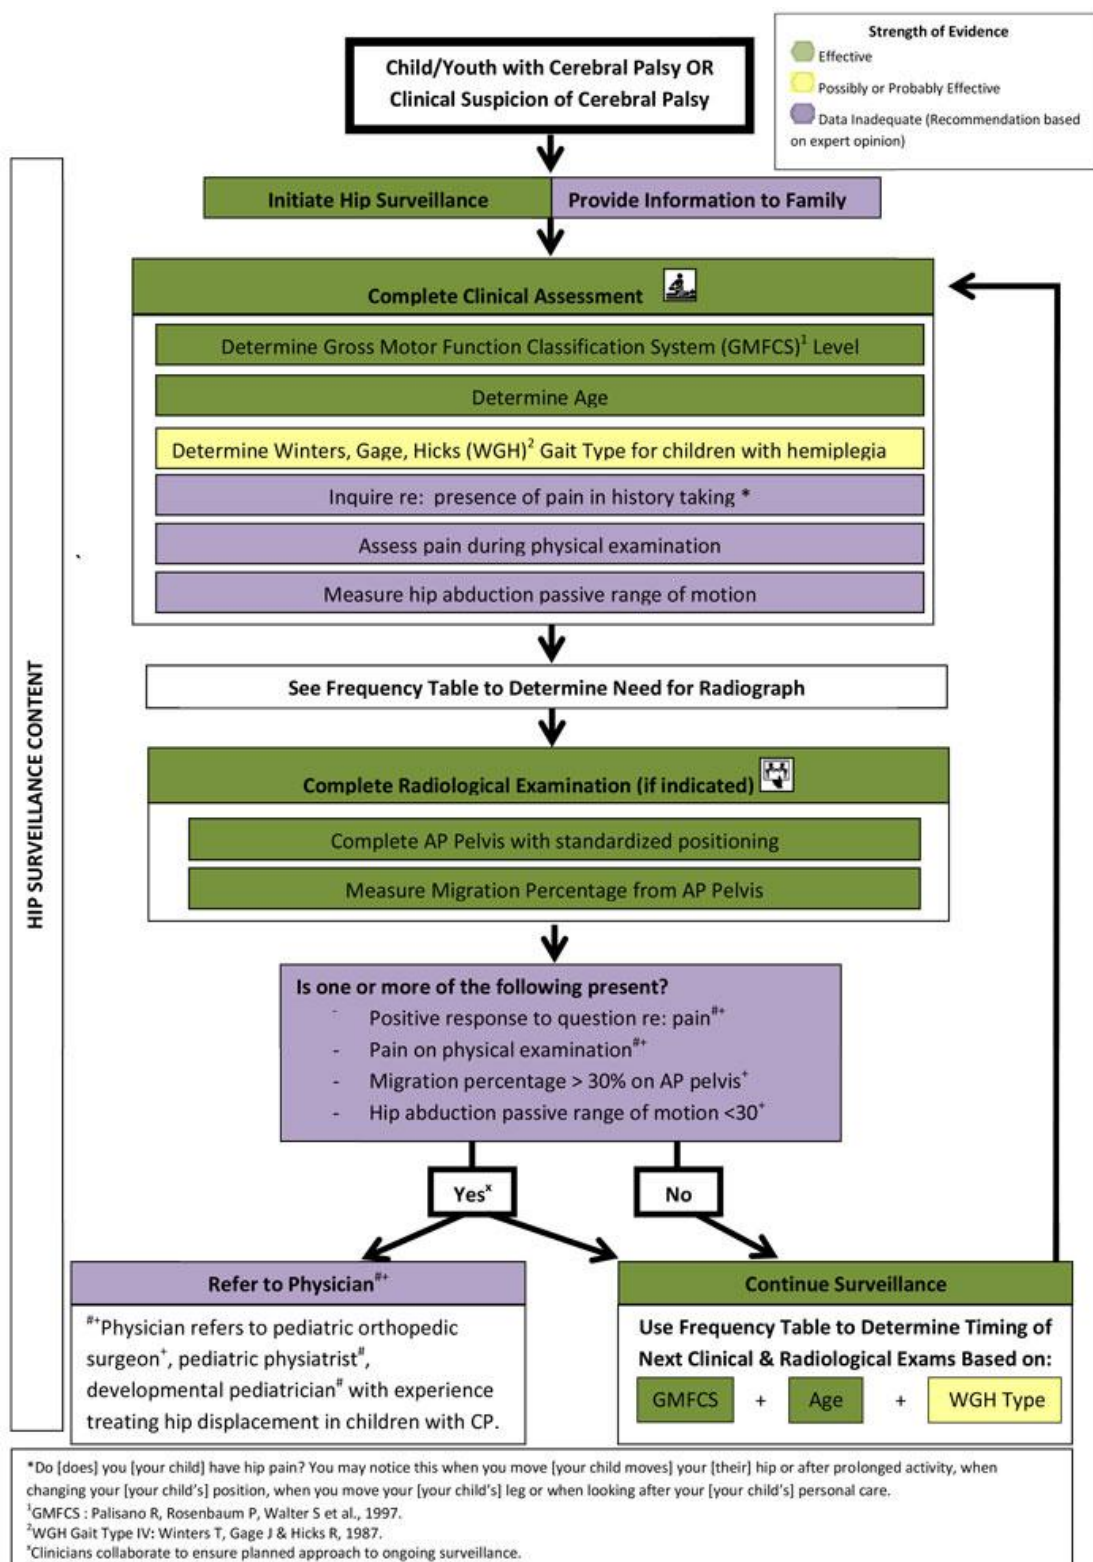 Strength of Evidence
Effective
Possibly or Probably Effective
Data Inadequate (Recommendation based
on expert opinion)
Child/Youth with Cerebral Palsy OR
Clinical Suspicion of Cerebral Palsy
Initiate Hip Surveillance
Provide Information to Family
HIP SURVEILLANCE CONTENT
Complete Clinical Assessment
Determine Gross Motor Function Classification System (GMFCS)¹ Level
Determine Age
Determine Winters, Gage, Hicks (WGH)² Gait Type for children with hemiplegia
Inquire re: presence of pain in history taking *
Assess pain during physical examination
Measure hip abduction passive range of motion
See Frequency Table to Determine Need for Radiograph
Complete Radiological Examination (if indicated)
Complete AP Pelvis with standardized positioning
Measure Migration Percentage from AP Pelvis
Is one or more of the following present?
- Positive response to question re: pain#+
- Pain on physical examination#+
- Migration percentage > 30% on AP pelvis+
- Hip abduction passive range of motion <30+
Yesˣ
No
Refer to Physician#+
#+Physician refers to pediatric orthopedic
surgeon+, pediatric physiatrist#,
developmental pediatrician# with experience
treating hip displacement in children with CP.
Continue Surveillance
Use Frequency Table to Determine Timing of
Next Clinical & Radiological Exams Based on:
GMFCS + Age + WGH Type
*Do [does] you [your child] have hip pain? You may notice this when you move [your child moves] your [their] hip or after prolonged activity, when
changing your [your child's] position, when you move your [your child's] leg or when looking after your [your child's] personal care.
¹GMFCS : Palisano R, Rosenbaum P, Walter S et al., 1997.
²WGH Gait Type IV: Winters T, Gage J & Hicks R, 1987.
ˣClinicians collaborate to ensure planned approach to ongoing surveillance.